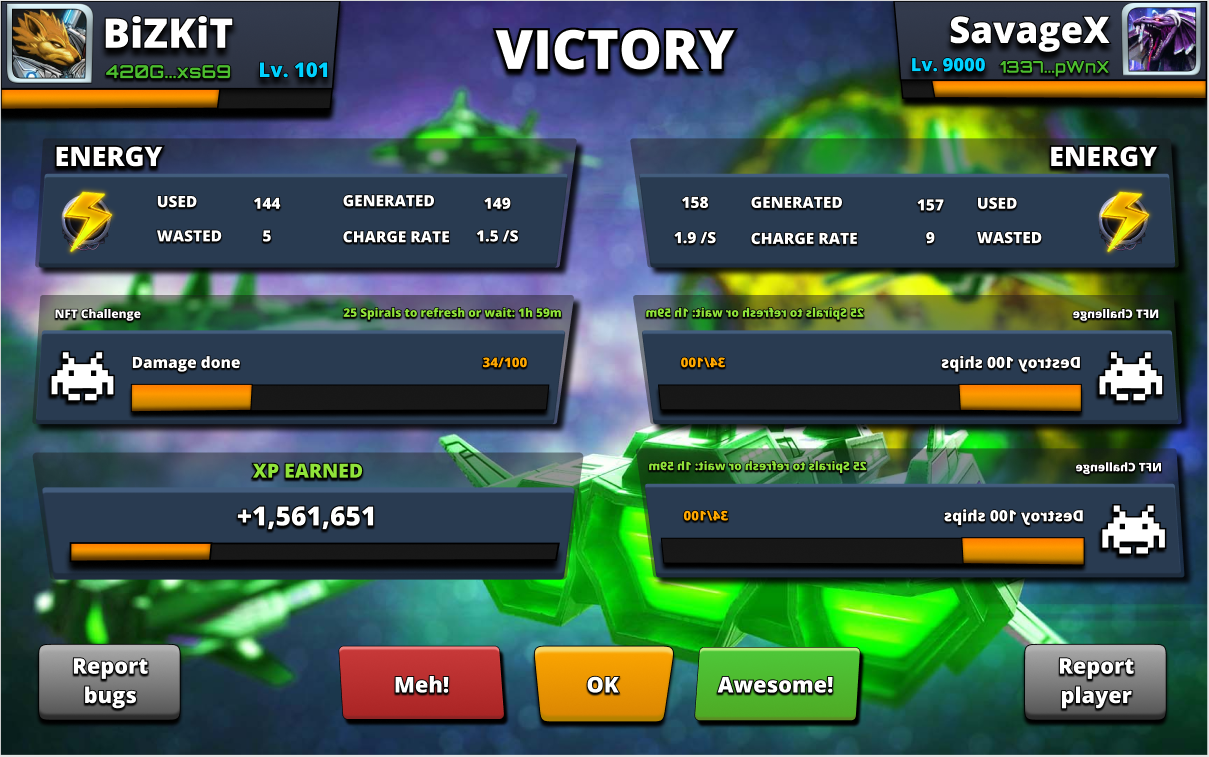 BiZKiT
420G...xs69 Lv. 101
VICTORY
SavageX
Lv. 9000 1337...pWnX
ENERGY
USED 144 GENERATED 149
WASTED 5 CHARGE RATE 1.5 /S
ENERGY
158 GENERATED 157 USED
1.9 /S CHARGE RATE 9 WASTED
NFT Challenge 25 Spirals to refresh or wait: 1h 59m
Damage done 34/100
NFT Challenge 25 Spirals to refresh or wait: 1h 59m
Destroy 100 ships 34/100
XP EARNED
+1,561,651
NFT Challenge 25 Spirals to refresh or wait: 1h 59m
Destroy 100 ships 34/100
Report
bugs
Meh!
OK
Awesome!
Report
player